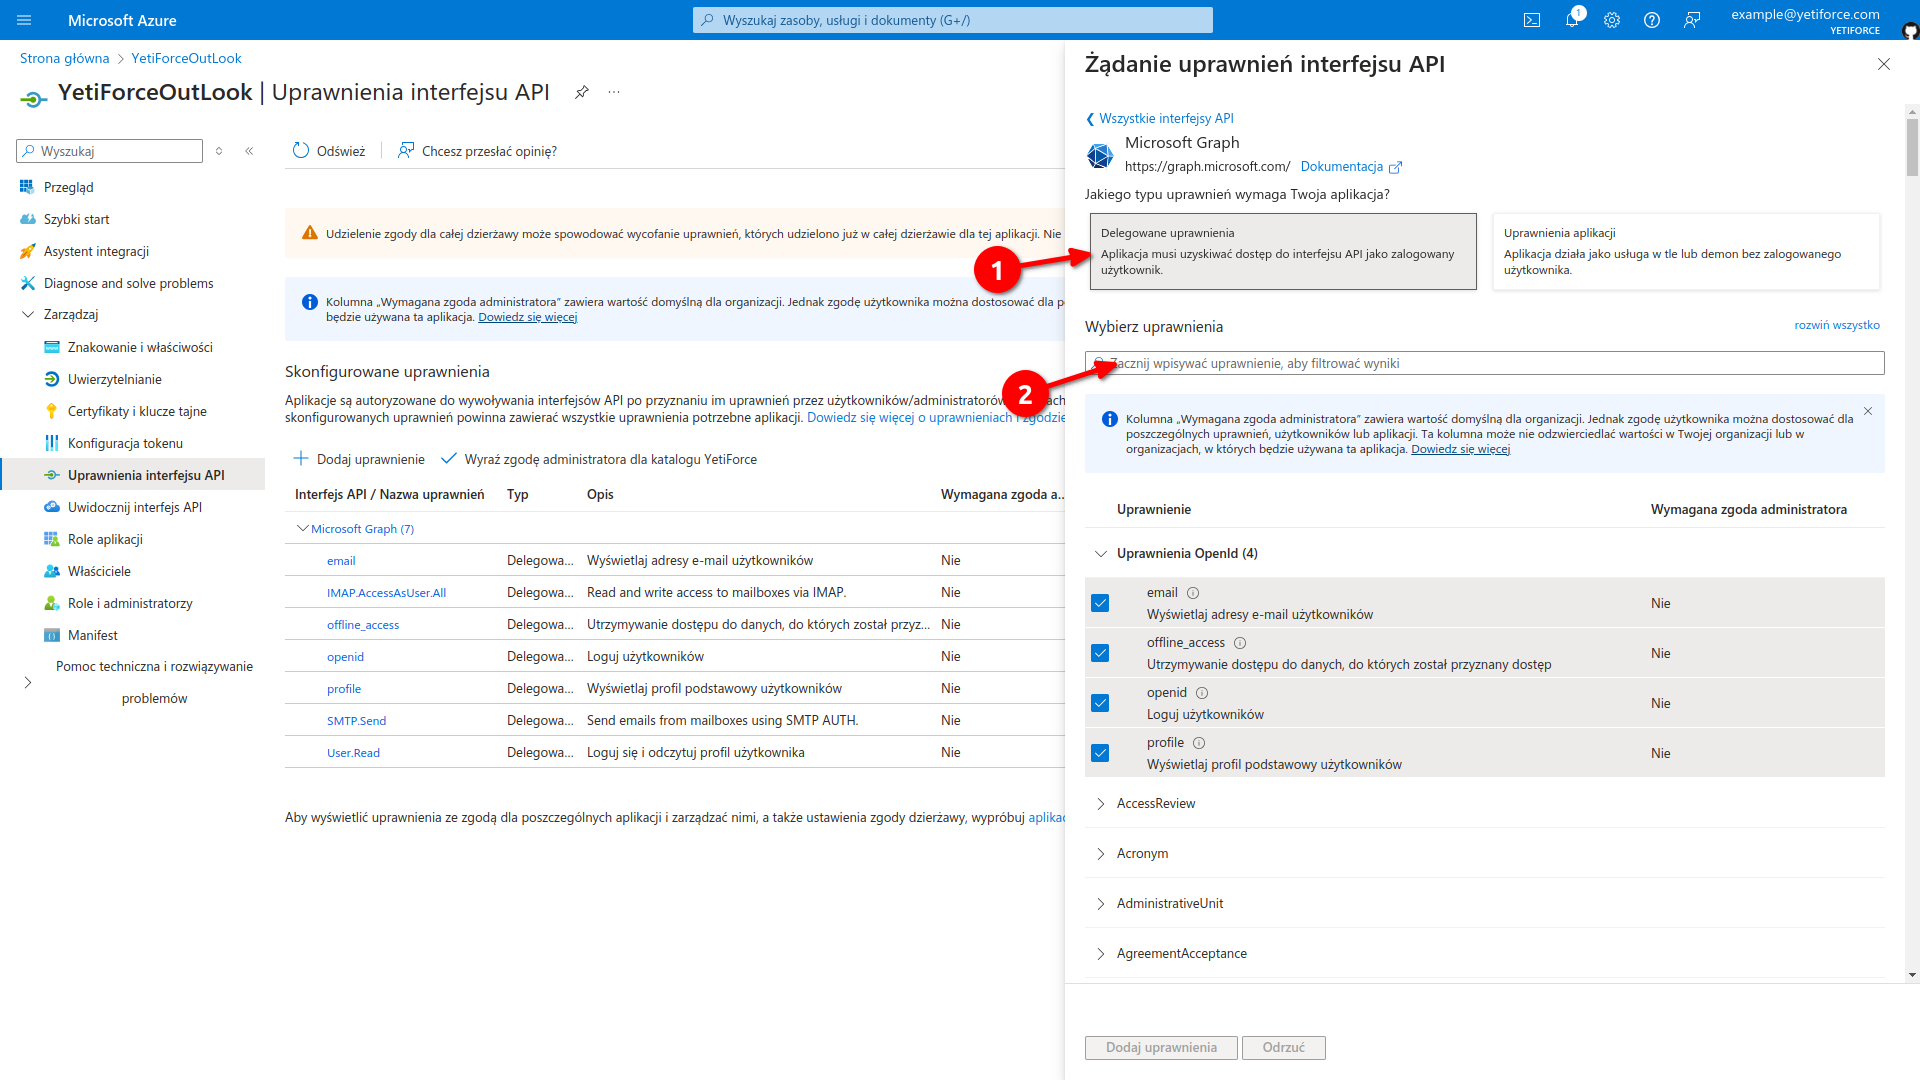 Microsoft Azure
Wyszukaj zasoby, usługi i dokumenty (G+/)
1
example@yetiforce.com
YETIFORCE
Strona główna > YetiForceOutLook
YetiForceOutLook | Uprawnienia interfejsu API
Wyszukaj
Przegląd
Szybki start
Asystent integracji
Diagnose and solve problems
Zarządzaj
Znakowanie i właściwości
Uwierzytelnianie
Certyfikaty i klucze tajne
Konfiguracja tokenu
Uprawnienia interfejsu API
Uwidocznij interfejs API
Role aplikacji
Właściciele
Role i administratorzy
Manifest
Pomoc techniczna i rozwiązywanie
problemów
Odśwież
Chcesz przesłać opinię?
Udzielenie zgody dla całej dzierżawy może spowodować wycofanie uprawnień, których udzielono już w całej dzierżawie dla tej aplikacji. Nie
Kolumna „Wymagana zgoda administratora” zawiera wartość domyślną dla organizacji. Jednak zgodę użytkownika można dostosować dla
będzie używana ta aplikacja. Dowiedz się więcej
Skonfigurowane uprawnienia
Aplikacje są autoryzowane do wywoływania interfejsów API po przyznaniu im uprawnień przez użytkowników/administratorów
skonfigurowanych uprawnień powinna zawierać wszystkie uprawnienia potrzebne aplikacji. Dowiedz się więcej o uprawnieniach i zgodzie
Dodaj uprawnienie
Wyraź zgodę administratora dla katalogu YetiForce
Interfejs API / Nazwa uprawnień Typ Opis Wymagana zgoda a...
Microsoft Graph (7)
email Delegowa... Wyświetlaj adresy e-mail użytkowników Nie
IMAP.AccessAsUser.All Delegowa... Read and write access to mailboxes via IMAP. Nie
offline_access Delegowa... Utrzymywanie dostępu do danych, do których został przyz... Nie
openid Delegowa... Loguj użytkowników Nie
profile Delegowa... Wyświetlaj profil podstawowy użytkowników Nie
SMTP.Send Delegowa... Send emails from mailboxes using SMTP AUTH. Nie
User.Read Delegowa... Loguj się i odczytuj profil użytkownika Nie
Aby wyświetlić uprawnienia ze zgodą dla poszczególnych aplikacji i zarządzać nimi, a także ustawienia zgody dzierżawy, wypróbuj
Żądanie uprawnień interfejsu API
Wszystkie interfejsy API
Microsoft Graph
https://graph.microsoft.com/ Dokumentacja
Jakiego typu uprawnień wymaga Twoja aplikacja?
Delegowane uprawnienia
Aplikacja musi uzyskiwać dostęp do interfejsu API jako zalogowany
użytkownik.
Uprawnienia aplikacji
Aplikacja działa jako usługa w tle lub demon bez zalogowanego
użytkownika.
1
Wybierz uprawnienia
rozwiń wszystko
Zacznij wpisywać uprawnienie, aby filtrować wyniki
2
Kolumna „Wymagana zgoda administratora” zawiera wartość domyślną dla organizacji. Jednak zgodę użytkownika można dostosować dla
poszczególnych uprawnień, użytkowników lub aplikacji. Ta kolumna może nie odzwierciedlać wartości w Twojej organizacji lub w
organizacjach, w których będzie używana ta aplikacja. Dowiedz się więcej
Uprawnienie Wymagana zgoda administratora
Uprawnienia OpenId (4)
email
Wyświetlaj adresy e-mail użytkowników
Nie
offline_access
Utrzymywanie dostępu do danych, do których został przyznany dostęp
Nie
openid
Loguj użytkowników
Nie
profile
Wyświetlaj profil podstawowy użytkowników
Nie
AccessReview
Acronym
AdministrativeUnit
AgreementAcceptance
Dodaj uprawnienia
Odrzuć